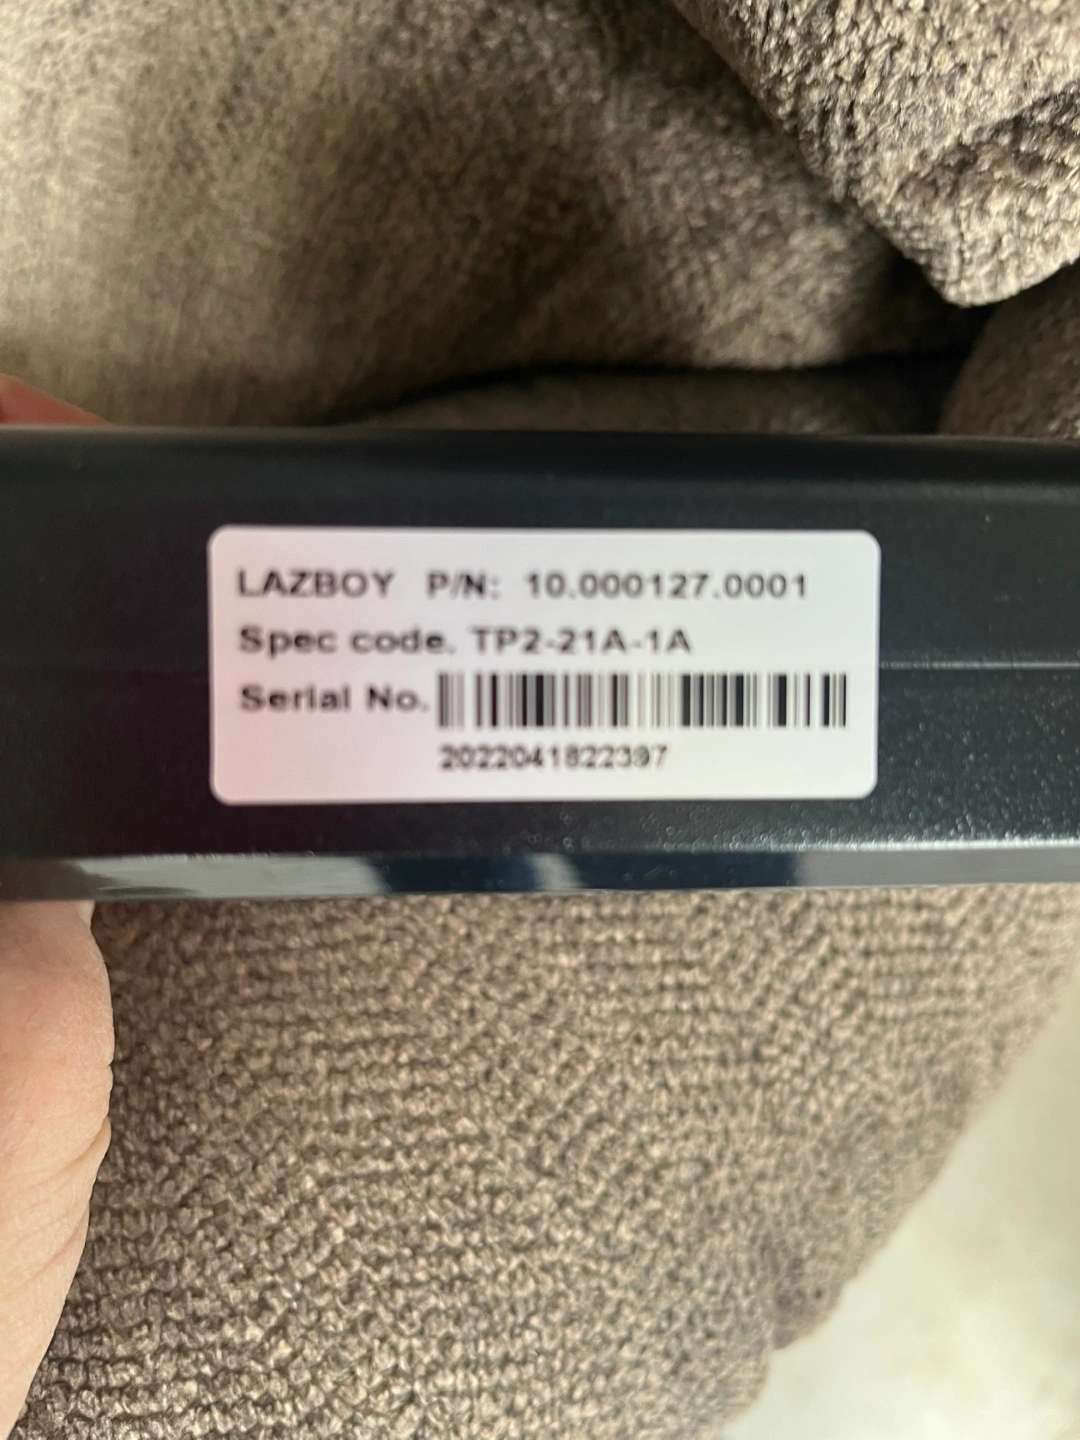 LAZBOY P/N: 10.000127.0001
Spec code. TP2-21A-1A
Serial No.
2022041822397